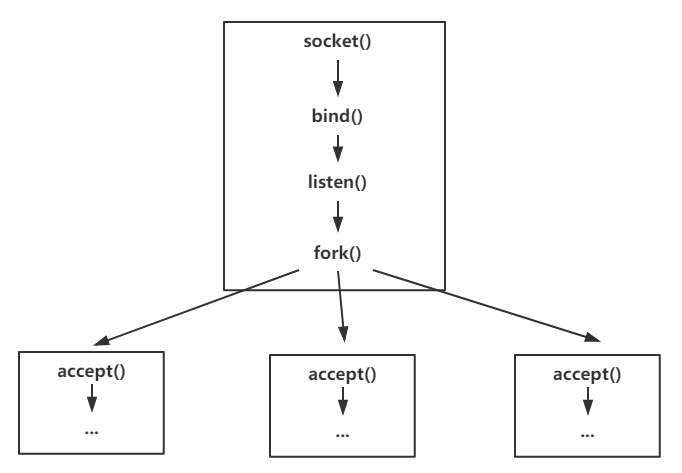 socket()
bind()
listen()
fork()
accept()
...
accept()
...
accept()
...